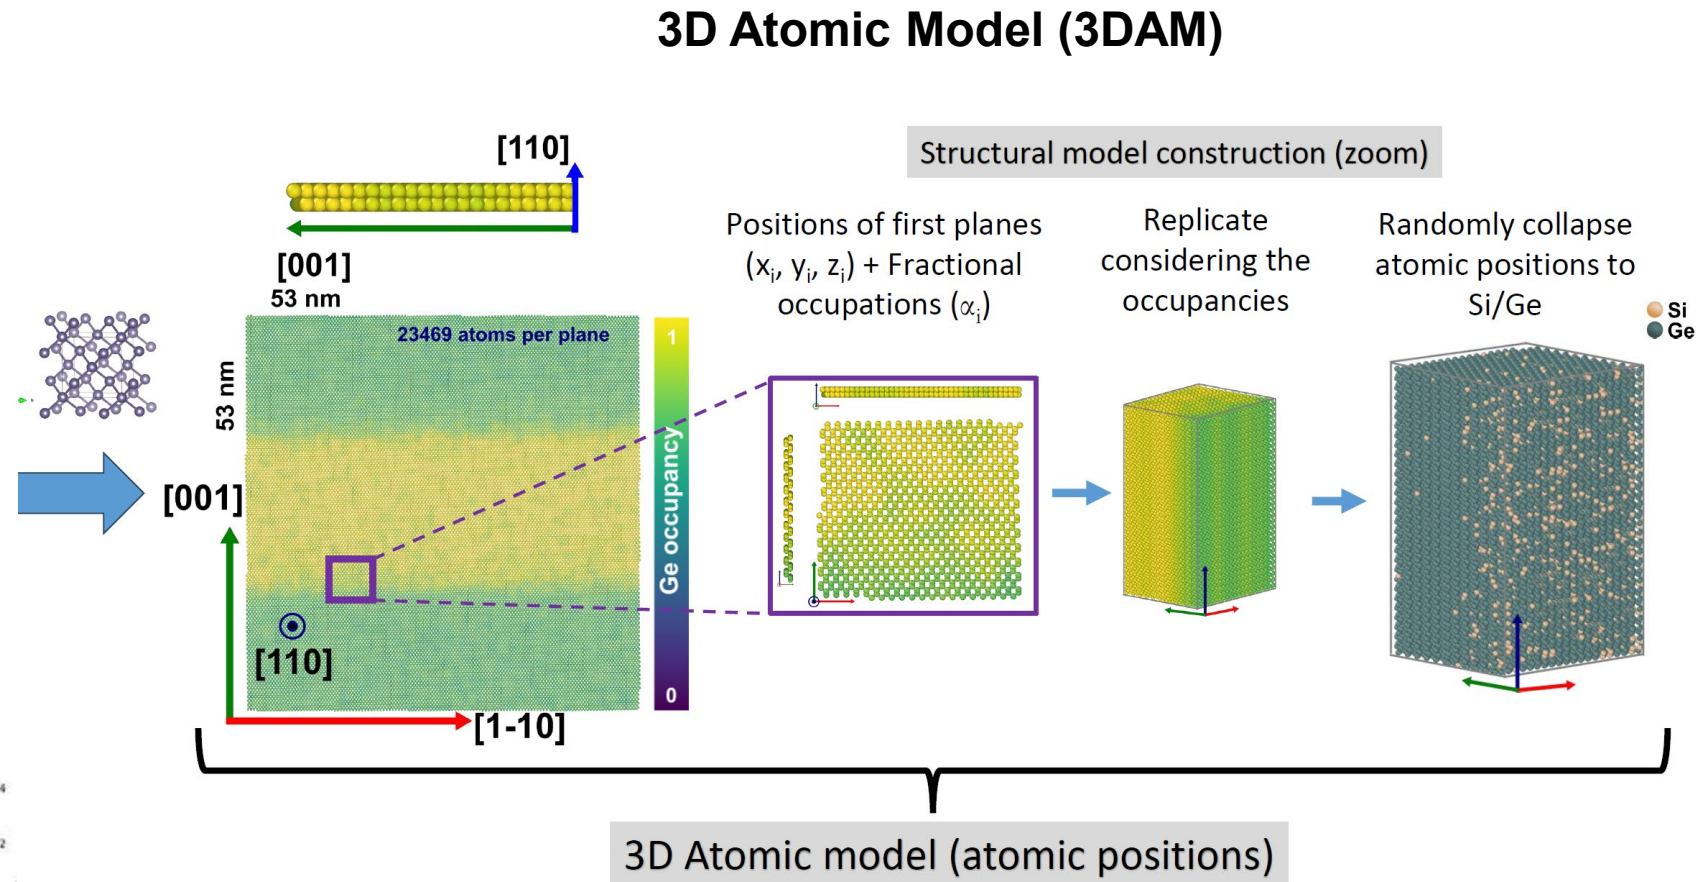 3D Atomic Model (3DAM)
[110]
[001]
53 nm
23469 atoms per plane
53 nm
[001]
[110]
[1-10]
1
Ge occupancy
0
Structural model construction (zoom)
Positions of first planes
(xᵢ, yᵢ, zᵢ) + Fractional
occupations (αᵢ)
Replicate
considering the
occupancies
Randomly collapse
atomic positions to
Si/Ge
Si
Ge
4
2
3D Atomic model (atomic positions)